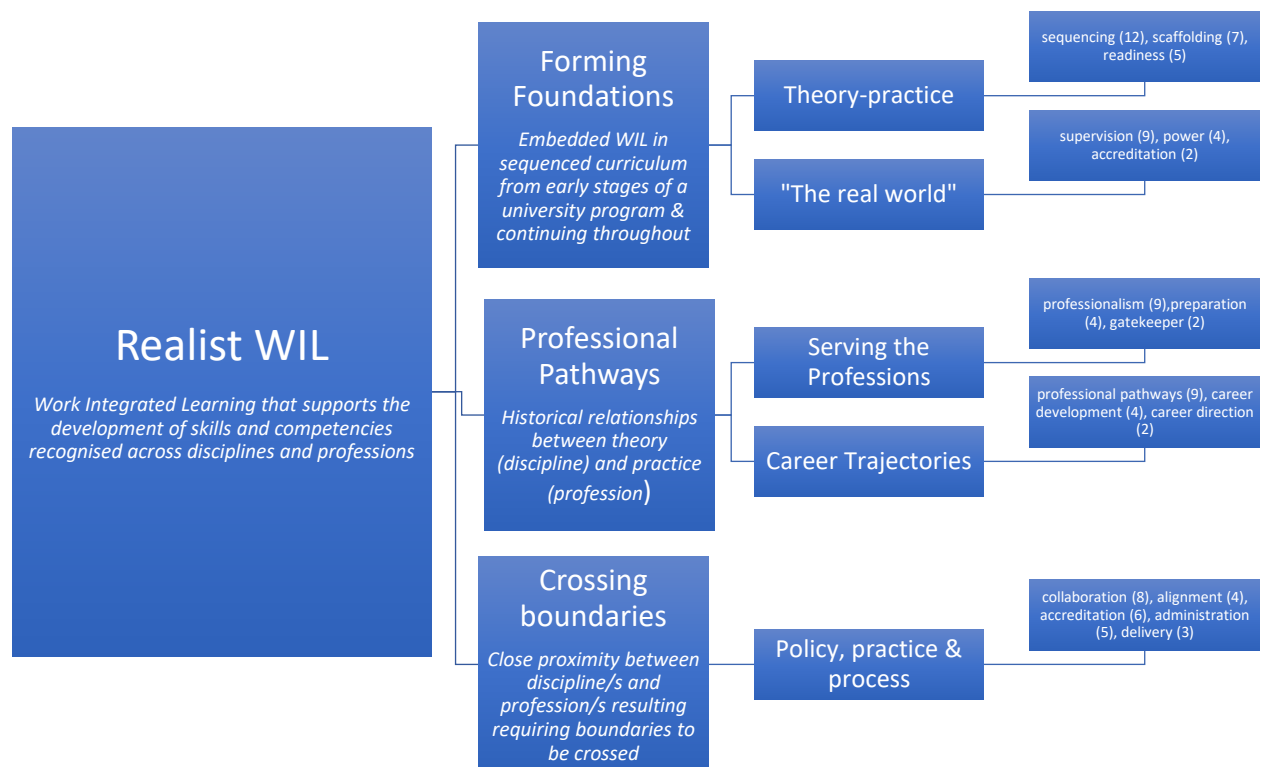 Realist WIL
Work Integrated Learning that supports the
development of skills and competencies
recognised across disciplines and professions
Forming
Foundations
Embedded WIL in
sequenced curriculum
from early stages of a
university program &
continuing throughout
Theory-practice
sequencing (12), scaffolding (7),
readiness (5)
"The real world"
supervision (9), power (4),
accreditation (2)
Professional
Pathways
Historical relationships
between theory
(discipline) and practice
(profession)
Serving the
Professions
professionalism (9),preparation
(4), gatekeeper (2)
Career Trajectories
professional pathways (9), career
development (4), career direction
(2)
Crossing
boundaries
Close proximity between
discipline/s and
profession/s resulting
requiring boundaries to
be crossed
Policy, practice &
process
collaboration (8), alignment (4),
accreditation (6), administration
(5), delivery (3)